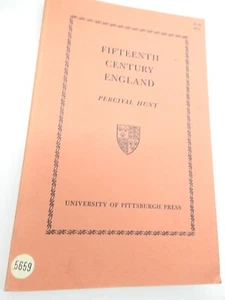 FIFTEENTH
CENTURY
ENGLAND
PERCIVAL HUNT
UNIVERSITY OF PITTSBURGH PRESS
5659